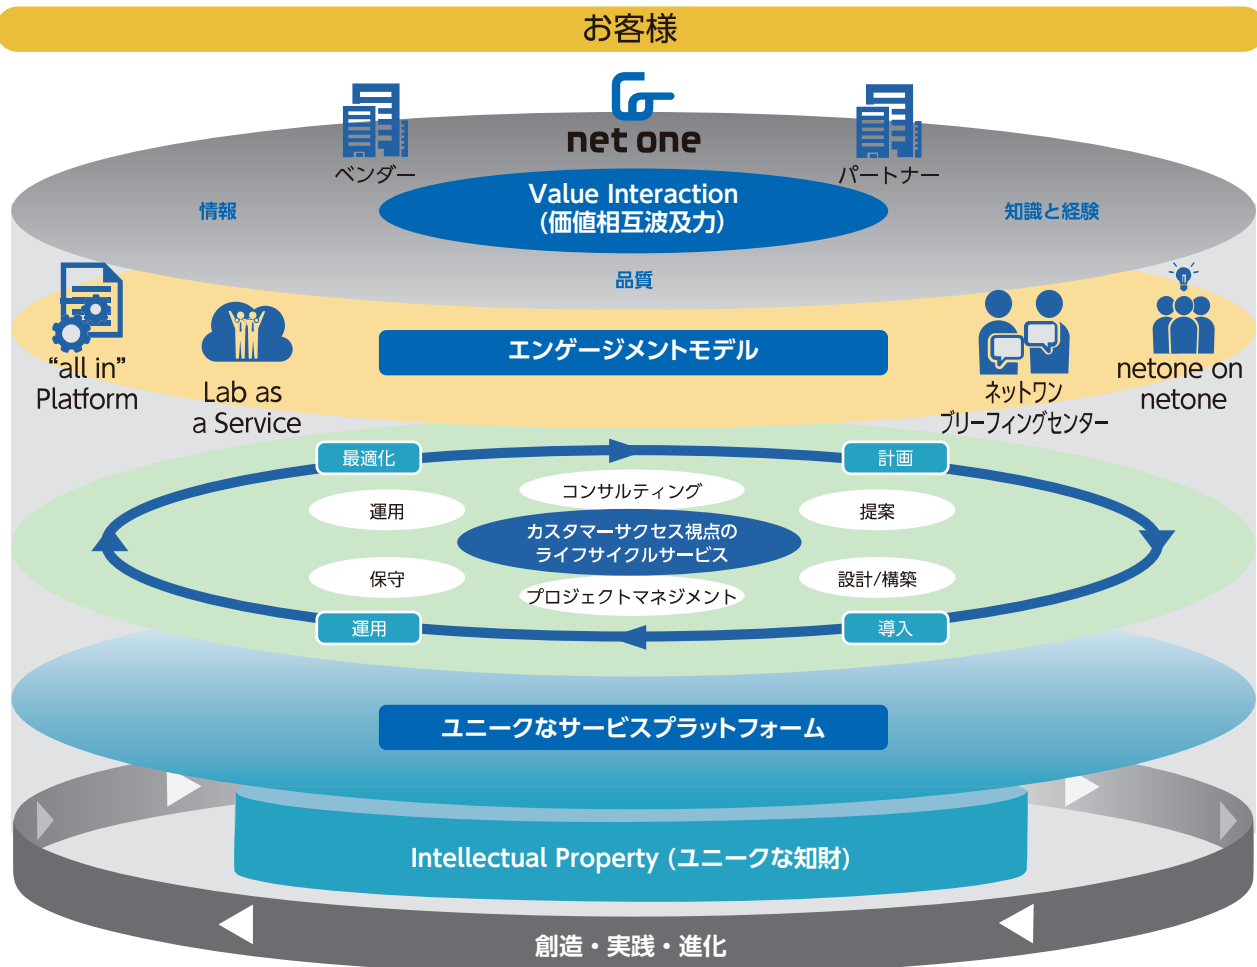 お客様
net one
ベンダー
パートナー
Value Interaction
(価値相互波及力)
情報
知識と経験
品質
“all in”
Platform
Lab as
a Service
エンゲージメントモデル
ネットワン
ブリーフィングセンター
netone on
netone
最適化
計画
コンサルティング
運用
提案
カスタマーサクセス視点の
ライフサイクルサービス
保守
設計/構築
プロジェクトマネジメント
運用
導入
ユニークなサービスプラットフォーム
Intellectual Property (ユニークな知財)
創造・実践・進化